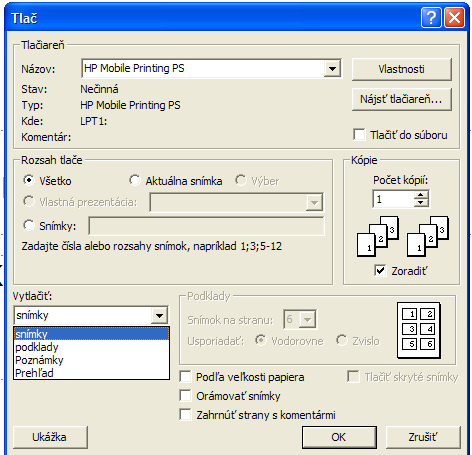 Tlač
Tlačiareň
Názov: HP Mobile Printing PS Vlastnosti
Stav: Nečinná
Typ: HP Mobile Printing PS Nájsť tlačiareň...
Kde: LPT1:
Komentár: Tlačiť do súboru
Rozsah tlače
Všetko Aktuálna snímka Výber
Vlastná prezentácia:
Snímky:
Zadajte čísla alebo rozsahy snímok, napríklad 1;3;5-12
Kópie
Počet kópií:
1
1 2 3 1 2 3
Zoradiť
Vytlačiť:
snímky
snímky
podklady
Poznámky
Prehľad
Podklady
Snímok na stranu: 6
Usporiadať: Vodorovne Zvislo
1 2
3 4
5 6
Podľa veľkosti papiera Tlačiť skryté snímky
Orámovať snímky
Zahrnúť strany s komentármi
Ukážka OK Zrušiť